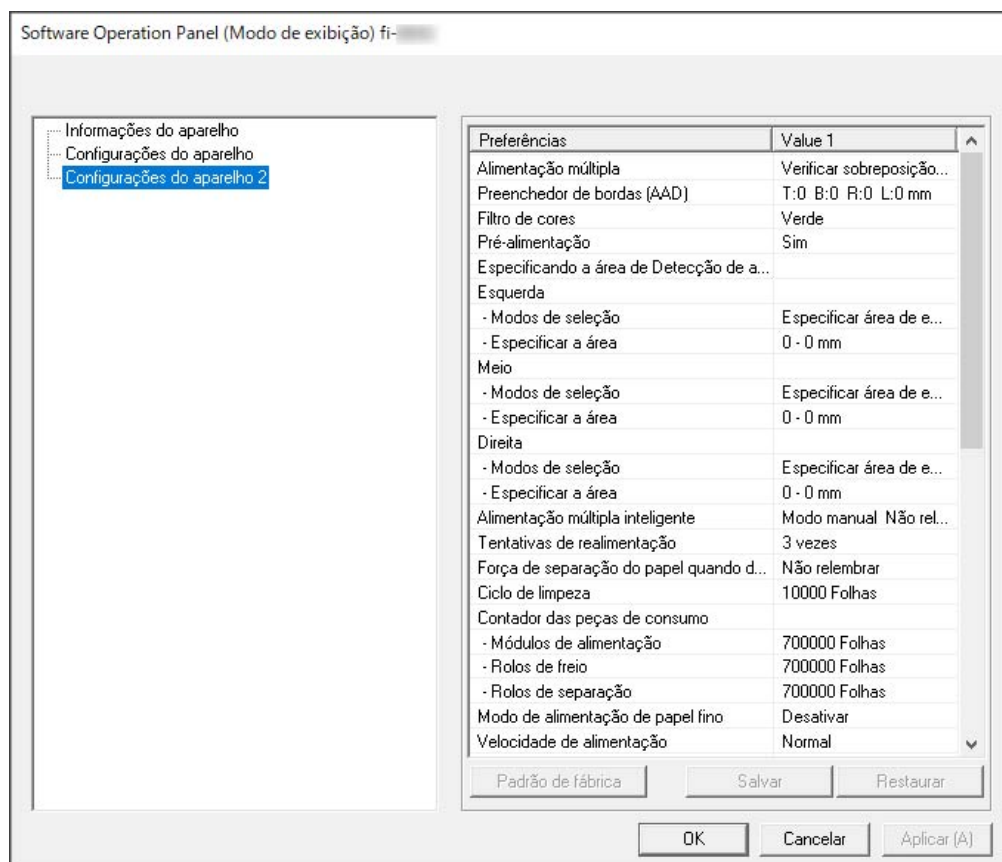 Software Operation Panel (Modo de exibição) fi-
Informações do aparelho
Configurações do aparelho
Configurações do aparelho 2
Preferências Value 1
Alimentação múltipla Verificar sobreposição...
Preenchedor de bordas (AAD) T:0 B:0 R:0 L:0 mm
Filtro de cores Verde
Pré-alimentação Sim
Especificando a área de Detecção de a...
Esquerda
- Modos de seleção Especificar área de e...
- Especificar a área 0 - 0 mm
Meio
- Modos de seleção Especificar área de e...
- Especificar a área 0 - 0 mm
Direita
- Modos de seleção Especificar área de e...
- Especificar a área 0 - 0 mm
Alimentação múltipla inteligente Modo manual Não rel...
Tentativas de realimentação 3 vezes
Força de separação do papel quando d... Não relembrar
Ciclo de limpeza 10000 Folhas
Contador das peças de consumo
- Módulos de alimentação 700000 Folhas
- Rolos de freio 700000 Folhas
- Rolos de separação 700000 Folhas
Modo de alimentação de papel fino Desativar
Velocidade de alimentação Normal
Padrão de fábrica Salvar Restaurar
OK Cancelar Aplicar (A)